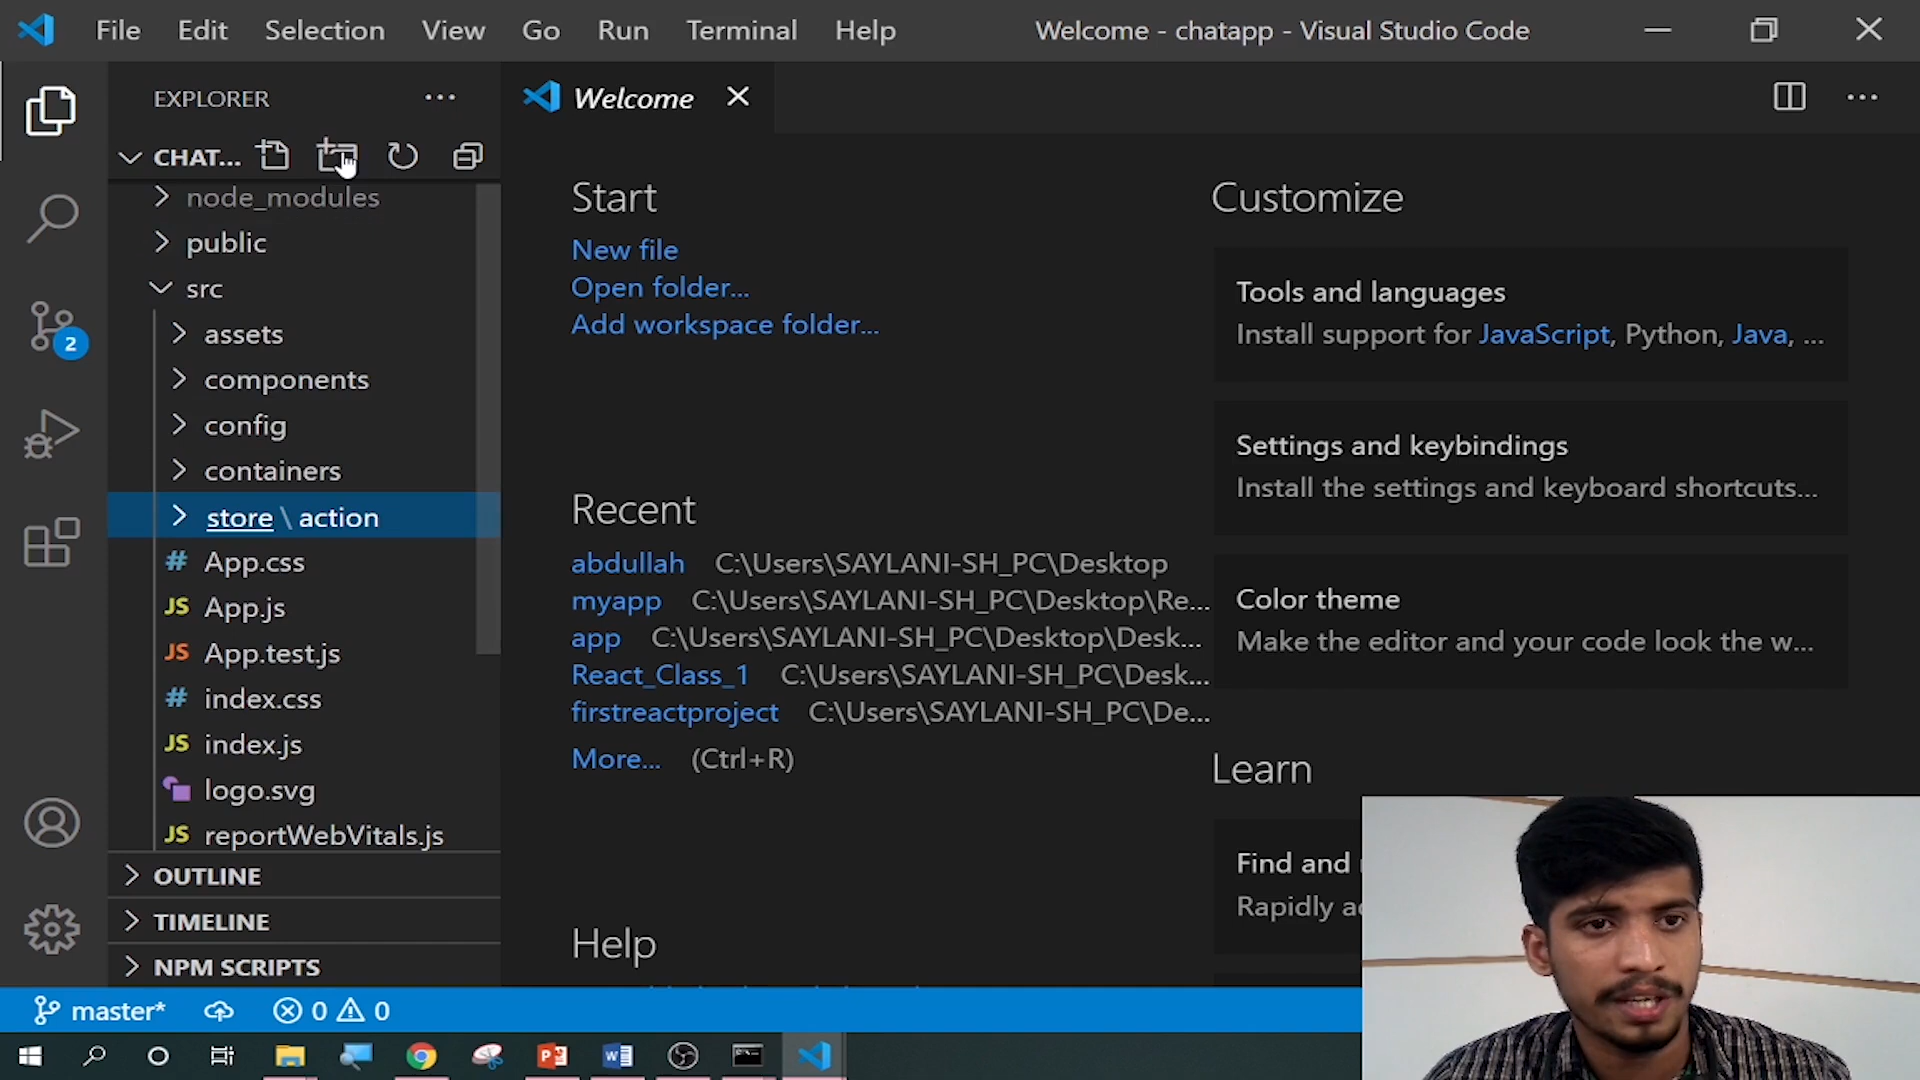 File Edit Selection View Go Run Terminal Help Welcome - chatapp - Visual Studio Code
EXPLORER
CHAT...
node_modules
public
src
assets
components
config
containers
store \ action
App.css
App.js
App.test.js
index.css
index.js
logo.svg
reportWebVitals.js
OUTLINE
TIMELINE
NPM SCRIPTS
2
Welcome
Start
New file
Open folder...
Add workspace folder...
Recent
abdullah C:\Users\SAYLANI-SH_PC\Desktop
myapp C:\Users\SAYLANI-SH_PC\Desktop\Re...
app C:\Users\SAYLANI-SH_PC\Desktop\Desk...
React_Class_1 C:\Users\SAYLANI-SH_PC\Desk...
firstreactproject C:\Users\SAYLANI-SH_PC\De...
More... (Ctrl+R)
Help
Customize
Tools and languages
Install support for JavaScript, Python, Java, ...
Settings and keybindings
Install the settings and keyboard shortcuts...
Color theme
Make the editor and your code look the w...
Learn
Find and
Rapidly
master* 0 0